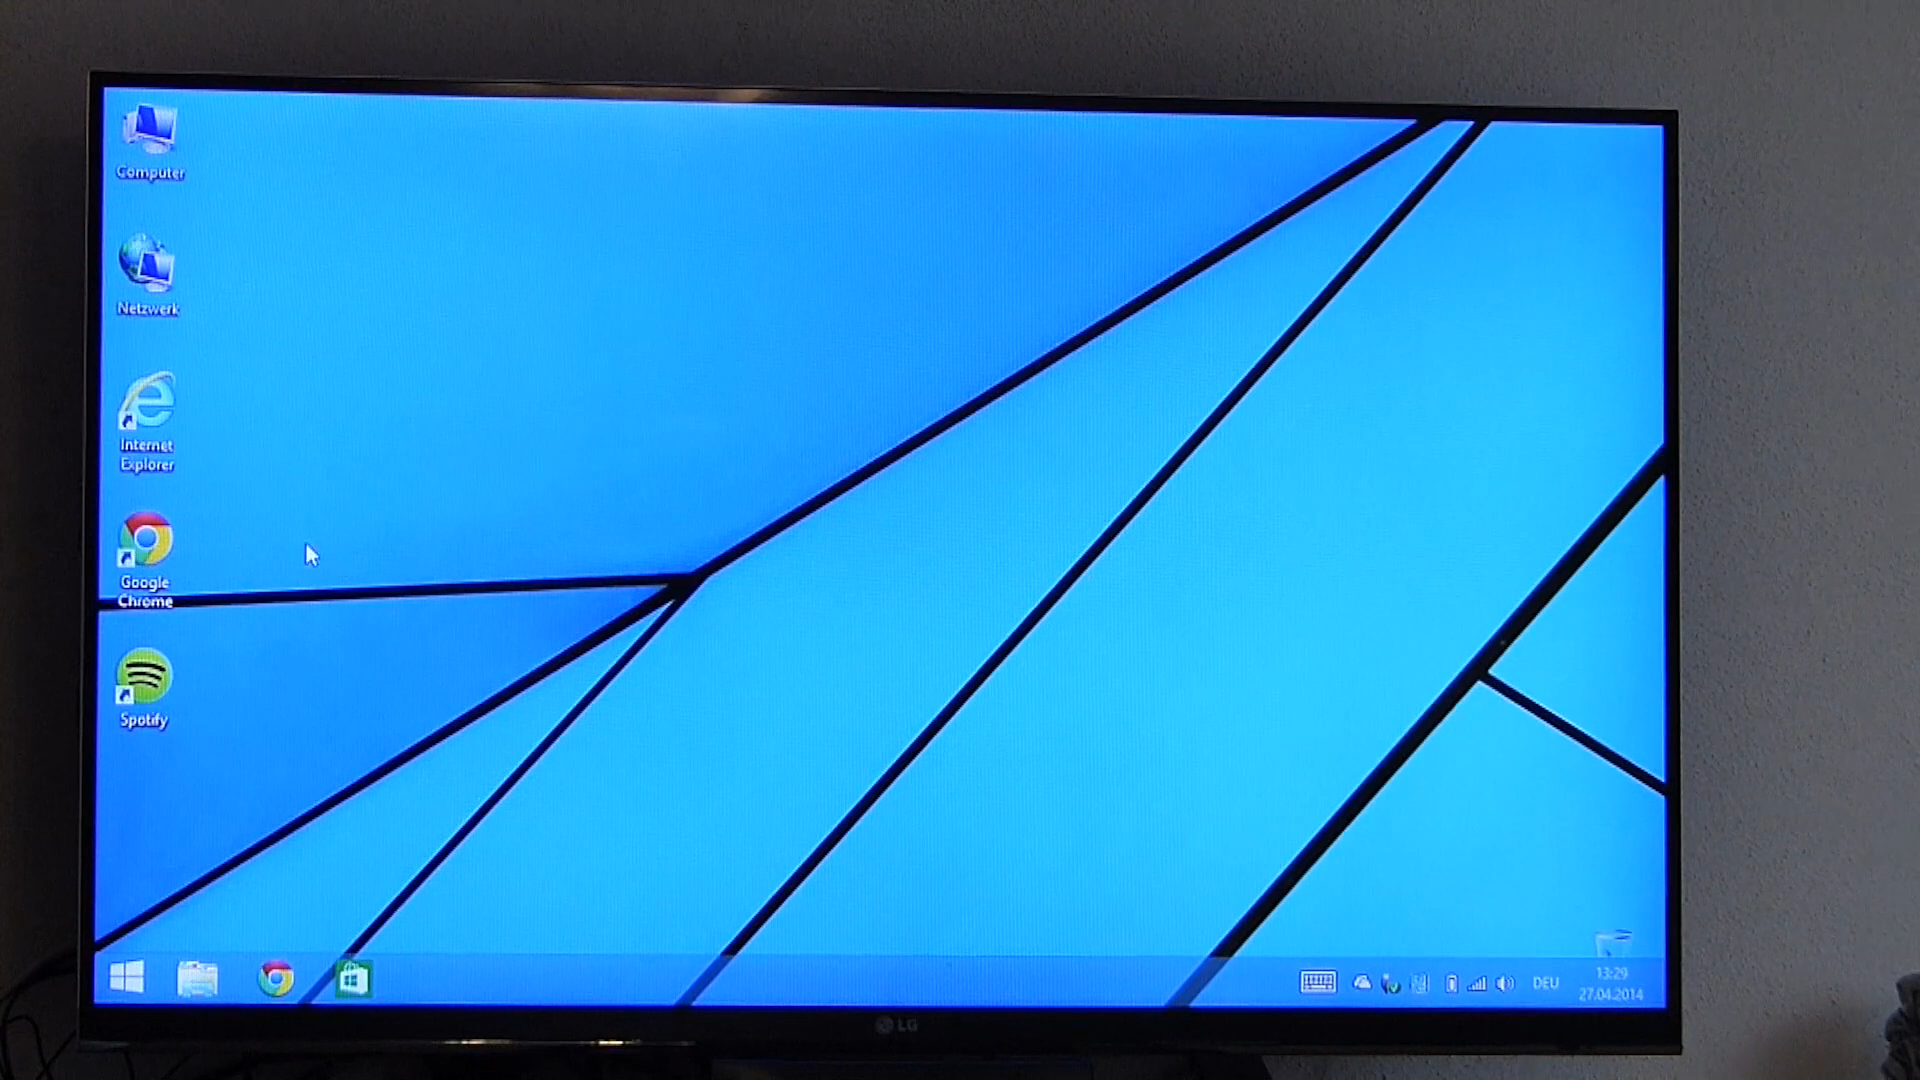 Computer
Netzwerk
Internet
Explorer
Google
Chrome
Spotify
DEU
13:29
27.04.2014
LG